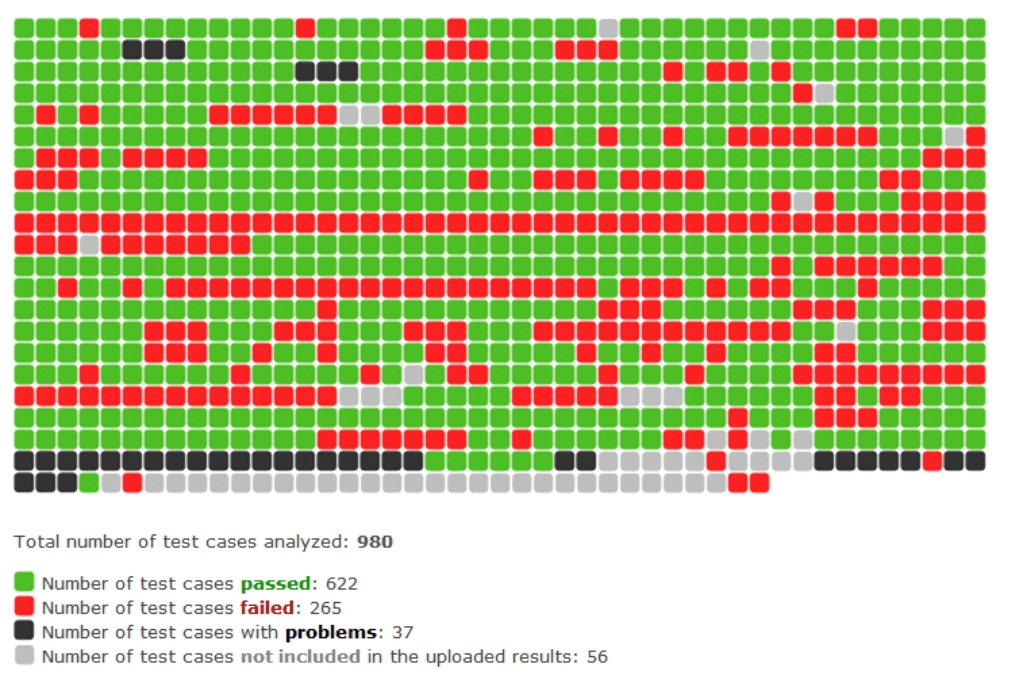 Total number of test cases analyzed: 980
Number of test cases passed: 622
Number of test cases failed: 265
Number of test cases with problems: 37
Number of test cases not included in the uploaded results: 56